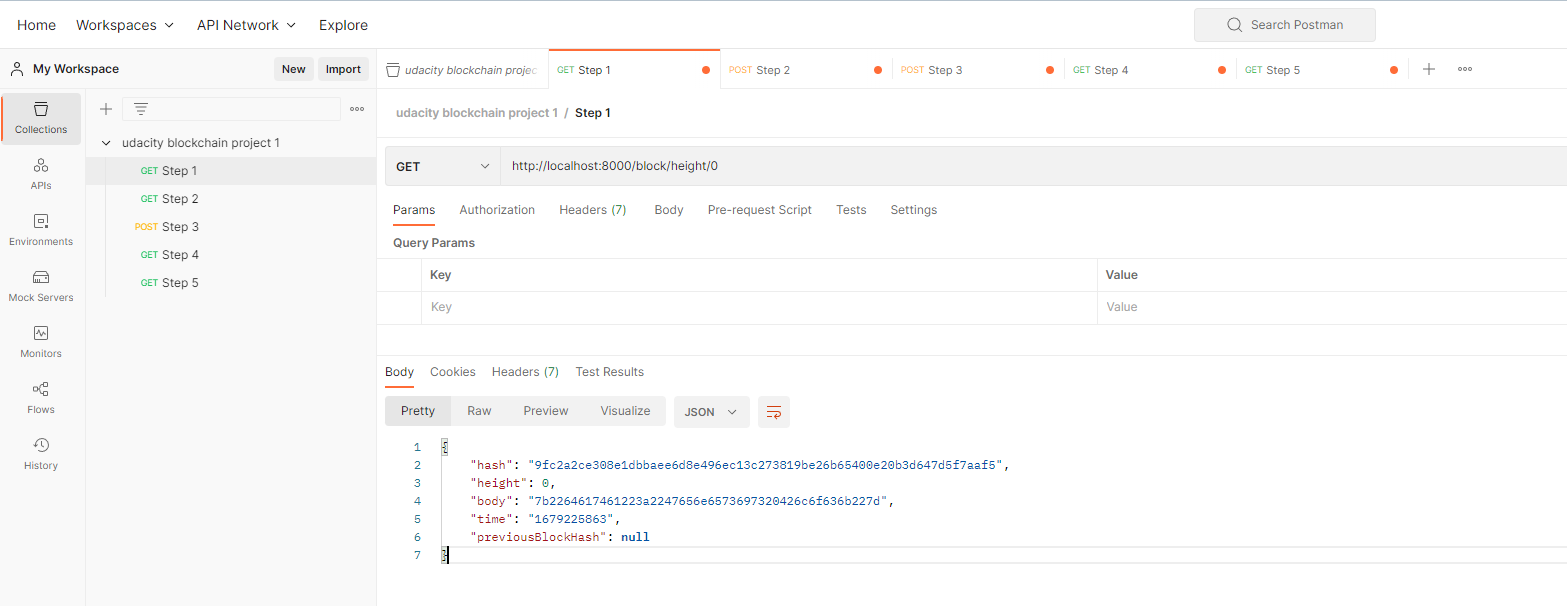 Home Workspaces API Network Explore Search Postman
My Workspace New Import
udacity blockchain projec GET Step 1 POST Step 2 POST Step 3 GET Step 4 GET Step 5
Collections
APIs
Environments
Mock Servers
Monitors
Flows
History
udacity blockchain project 1
GET Step 1
GET Step 2
POST Step 3
GET Step 4
GET Step 5
udacity blockchain project 1 / Step 1
GET http://localhost:8000/block/height/0
Params Authorization Headers (7) Body Pre-request Script Tests Settings
Query Params
Key Value
Key Value
Body Cookies Headers (7) Test Results
Pretty Raw Preview Visualize JSON
1 {
2 "hash": "9fc2a2ce308e1dbbaee6d8e496ec13c273819be26b65400e20b3d647d5f7aaf5",
3 "height": 0,
4 "body": "7b2264617461223a2247656e6573697320426c6f636b227d",
5 "time": "1679225863",
6 "previousBlockHash": null
7 }